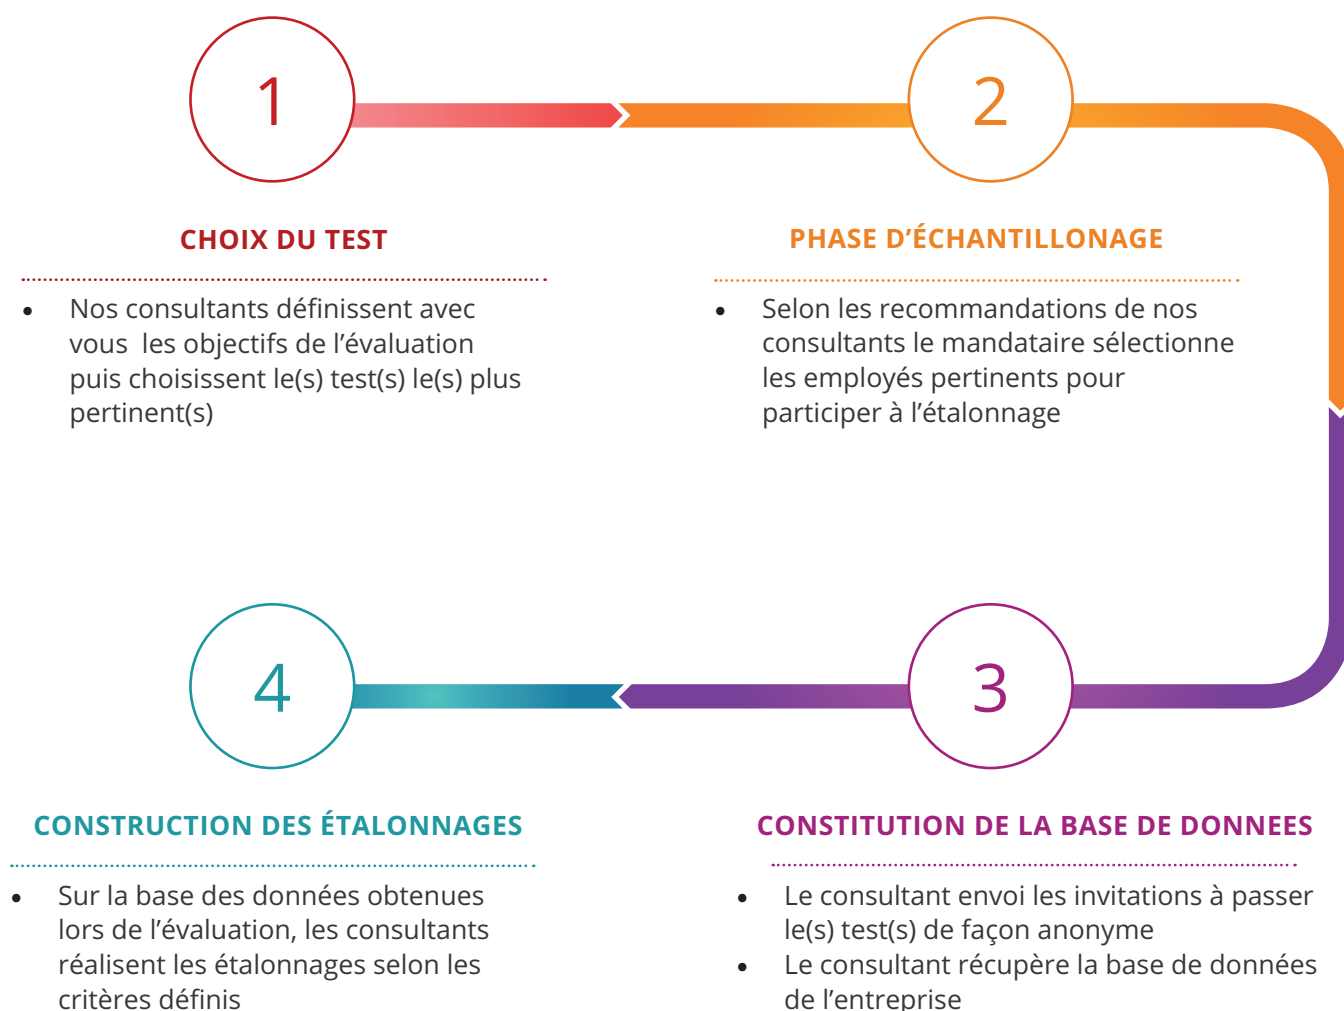 1
CHOIX DU TEST
• Nos consultants définissent avec
vous les objectifs de l’évaluation
puis choisissent le(s) test(s) le(s) plus
pertinent(s)
2
PHASE D’ÉCHANTILLONAGE
• Selon les recommandations de nos
consultants le mandataire sélectionne
les employés pertinents pour
participer à l’étalonnage
3
CONSTITUTION DE LA BASE DE DONNEES
• Le consultant envoi les invitations à passer
le(s) test(s) de façon anonyme
• Le consultant récupère la base de données
de l’entreprise
4
CONSTRUCTION DES ÉTALONNAGES
• Sur la base des données obtenues
lors de l’évaluation, les consultants
réalisent les étalonnages selon les
critères définis